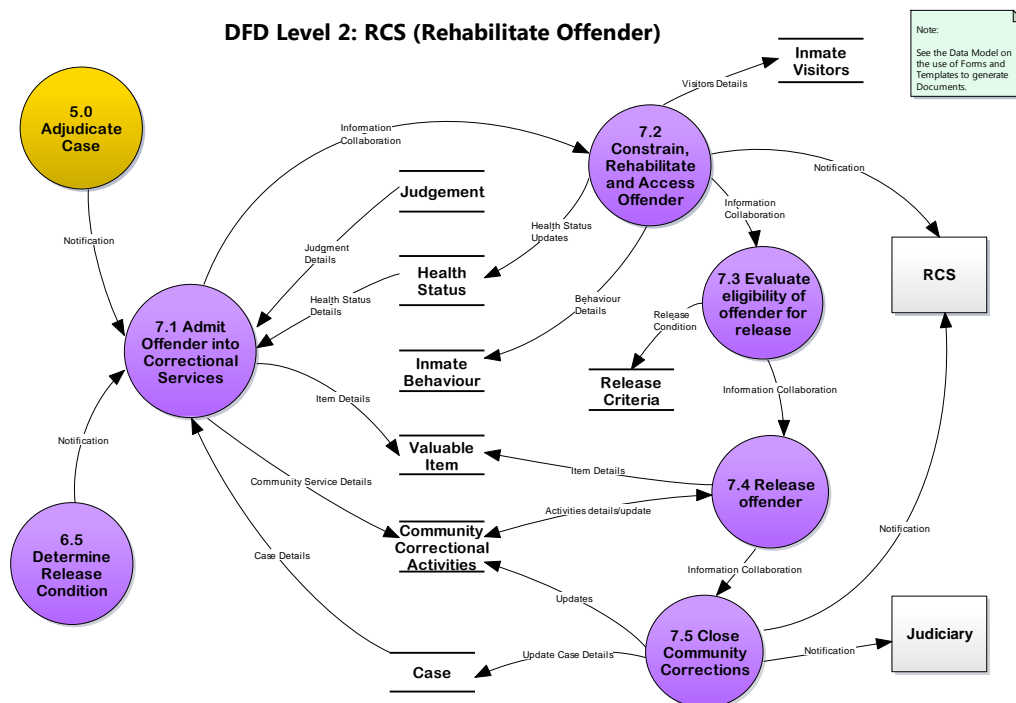 DFD Level 2: RCS (Rehabilitate Offender)
Note:
See the Data Model on
the use of Forms and
Templates to generate
Documents.
Inmate
Visitors
Visitors Details
5.0
Adjudicate
Case
Information
Collaboration
7.2
Constrain,
Rehabilitate
and Access
Offender
Notification
Judgement
Information
Collaboration
Health Status
Updates
Notification
Judgment
Details
Health
Status
RCS
7.3 Evaluate
eligibility of
offender for
release
Health Status
Details
Behaviour
Details
Release
Condition
7.1 Admit
Offender into
Correctional
Services
Inmate
Behaviour
Release
Criteria
Information Collaboration
Item Details
Notification
Valuable
Item
Item Details
7.4 Release
offender
Community Service Details
Activities details/update
Community
Correctional
Activities
Notification
6.5
Determine
Release
Condition
Case Details
Information Collaboration
Updates
7.5 Close
Community
Corrections
Judiciary
Case
Update Case Details
Notification